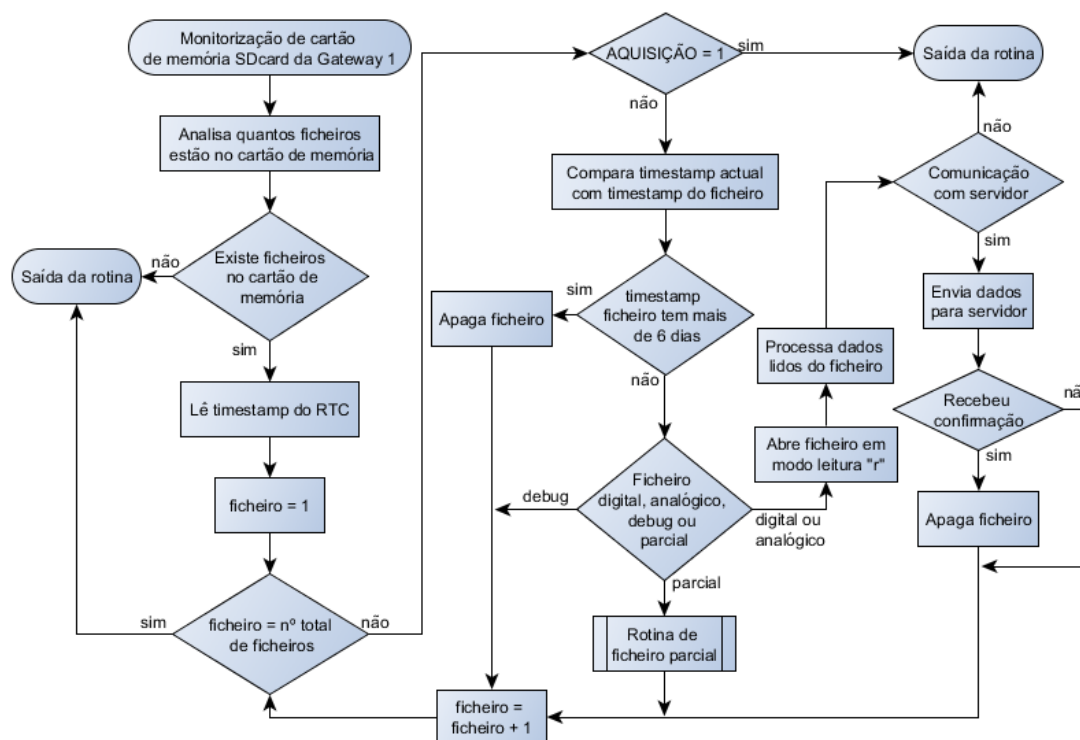 Monitorização de cartão
de memória SDcard da Gateway 1
Analisa quantos ficheiros
estão no cartão de memória
Existe ficheiros
no cartão de
memória
não
Saída da rotina
sim
Lê timestamp do RTC
ficheiro = 1
ficheiro = nº total
de ficheiros
sim
não
AQUISIÇÃO = 1
sim
Saída da rotina
não
Compara timestamp actual
com timestamp do ficheiro
timestamp
ficheiro tem mais
de 6 dias
sim
Apaga ficheiro
não
Ficheiro
digital, analógico,
debug ou
parcial
debug
digital ou
analógico
parcial
Rotina de
ficheiro parcial
ficheiro =
ficheiro + 1
Abre ficheiro em
modo leitura "r"
Processa dados
lidos do ficheiro
Comunicação
com servidor
não
sim
Envia dados
para servidor
Recebeu
confirmação
sim
Apaga ficheiro